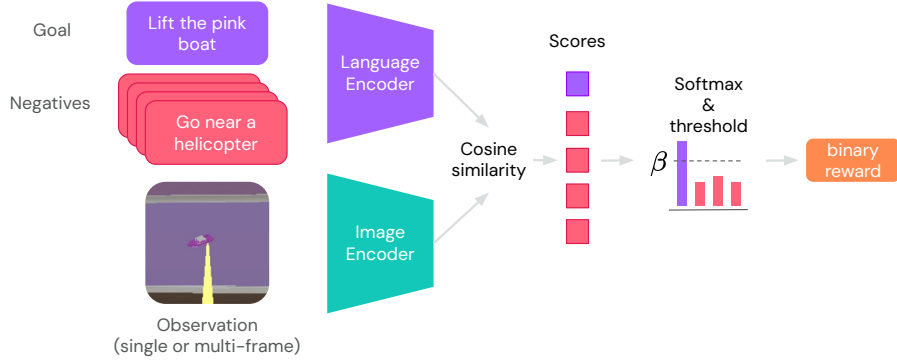 Goal
Lift the pink
boat
Negatives
Go near a
helicopter
Observation
(single or multi-frame)
Language
Encoder
Image
Encoder
Cosine
similarity
Scores
Softmax
&
threshold
β
binary
reward